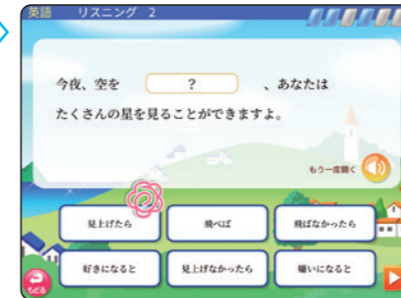 英語 リスニング 2
今夜、空を ? 、あなたは
たくさんの星を見ることができますよ。
もう一度聞く
見上げたら 飛べば 飛ばなかったら
好きになると 見上げなかったら 嫌いになると
もどる